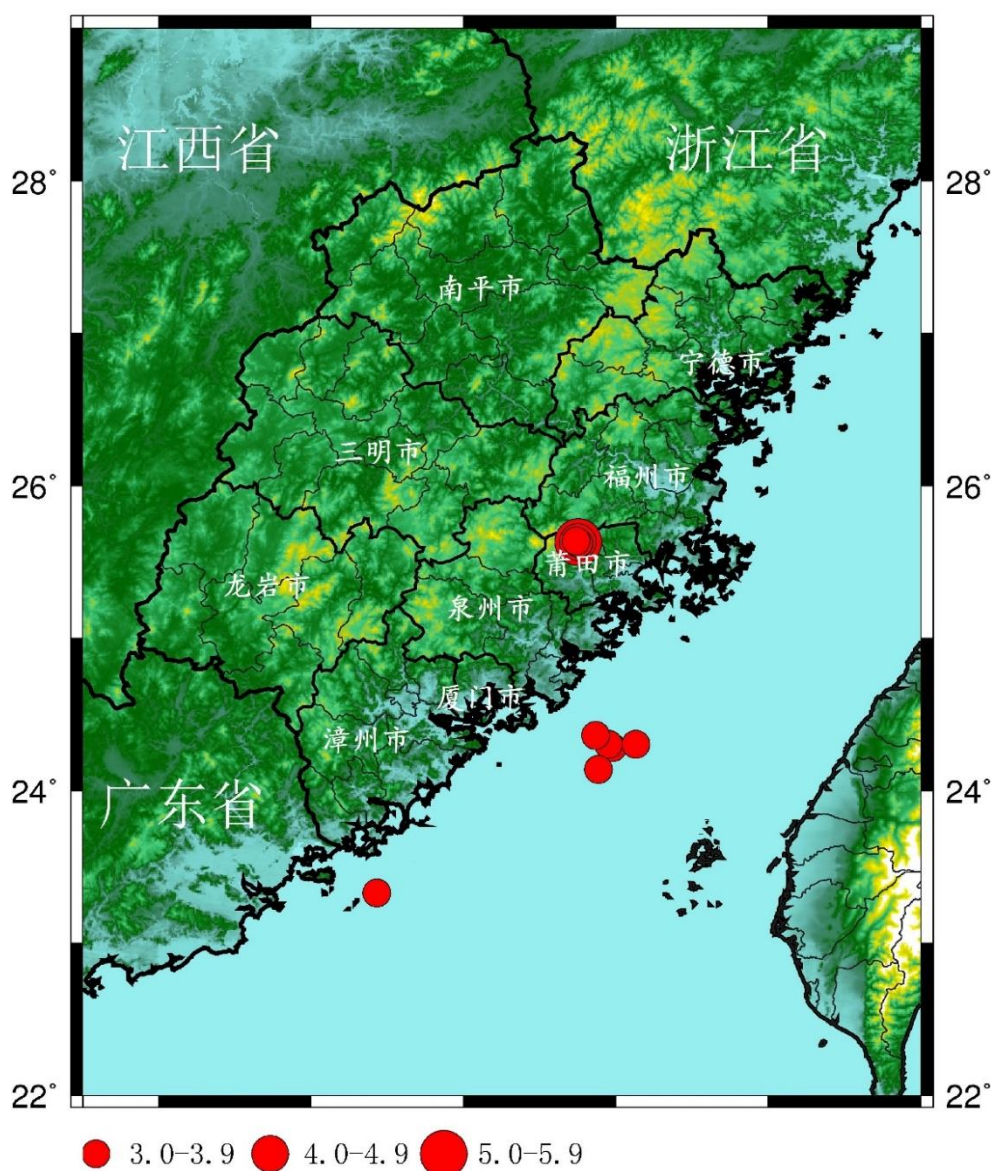 江西省 浙江省
28° 28°
南平市
宁德市
三明市
福州市
26° 26°
莆田市
龙岩市
泉州市
厦门市
漳州市
24° 24°
广东省
22° 22°
3.0-3.9 4.0-4.9 5.0-5.9